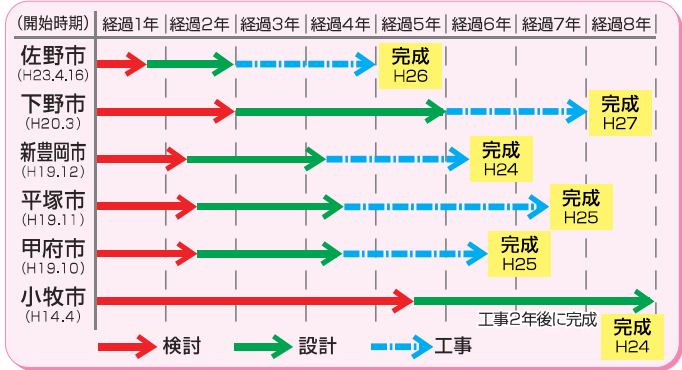 （開始時期） 経過1年 経過2年 経過3年 経過4年 経過5年 経過6年 経過7年 経過8年
佐野市
（H23.4.16）
完成
H26
下野市
（H20.3）
完成
H27
新豊岡市
（H19.12）
完成
H24
平塚市
（H19.11）
完成
H25
甲府市
（H19.10）
完成
H25
小牧市
（H14.4）
工事2年後に完成
完成
H24
検討 設計 工事